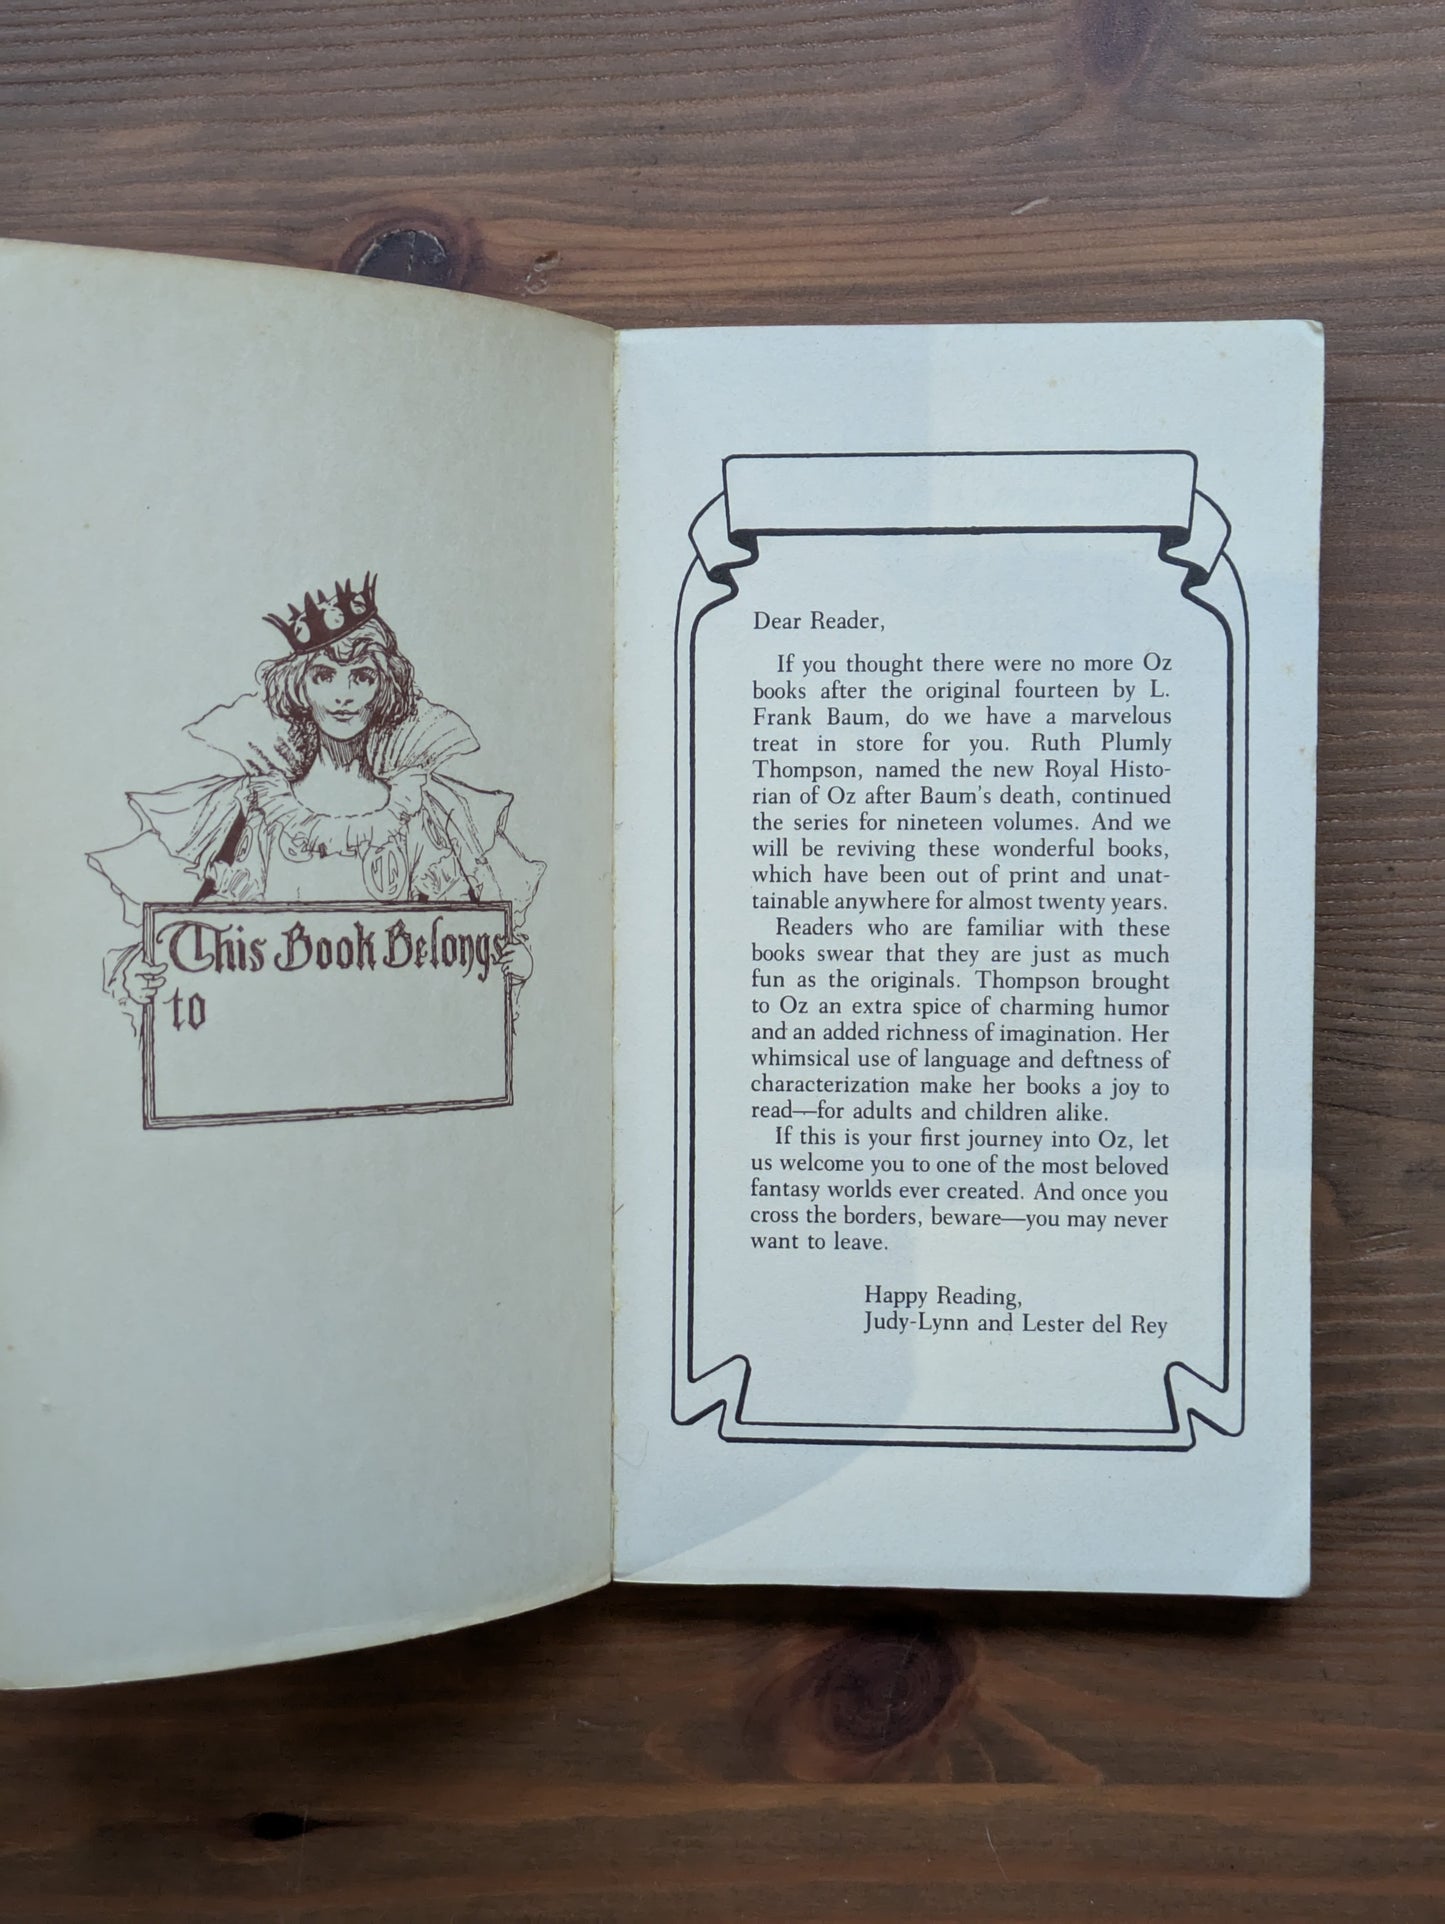 This Book Belongs
to
Dear Reader,
If you thought there were no more Oz
books after the original fourteen by L.
Frank Baum, do we have a marvelous
treat in store for you. Ruth Plumly
Thompson, named the new Royal Histo-
rian of Oz after Baum's death, continued
the series for nineteen volumes. And we
will be reviving these wonderful books,
which have been out of print and unat-
tainable anywhere for almost twenty years.
Readers who are familiar with these
books swear that they are just as much
fun as the originals. Thompson brought
to Oz an extra spice of charming humor
and an added richness of imagination. Her
whimsical use of language and deftness of
characterization make her books a joy to
read—for adults and children alike.
If this is your first journey into Oz, let
us welcome you to one of the most beloved
fantasy worlds ever created. And once you
cross the borders, beware—you may never
want to leave.
Happy Reading,
Judy-Lynn and Lester del Rey